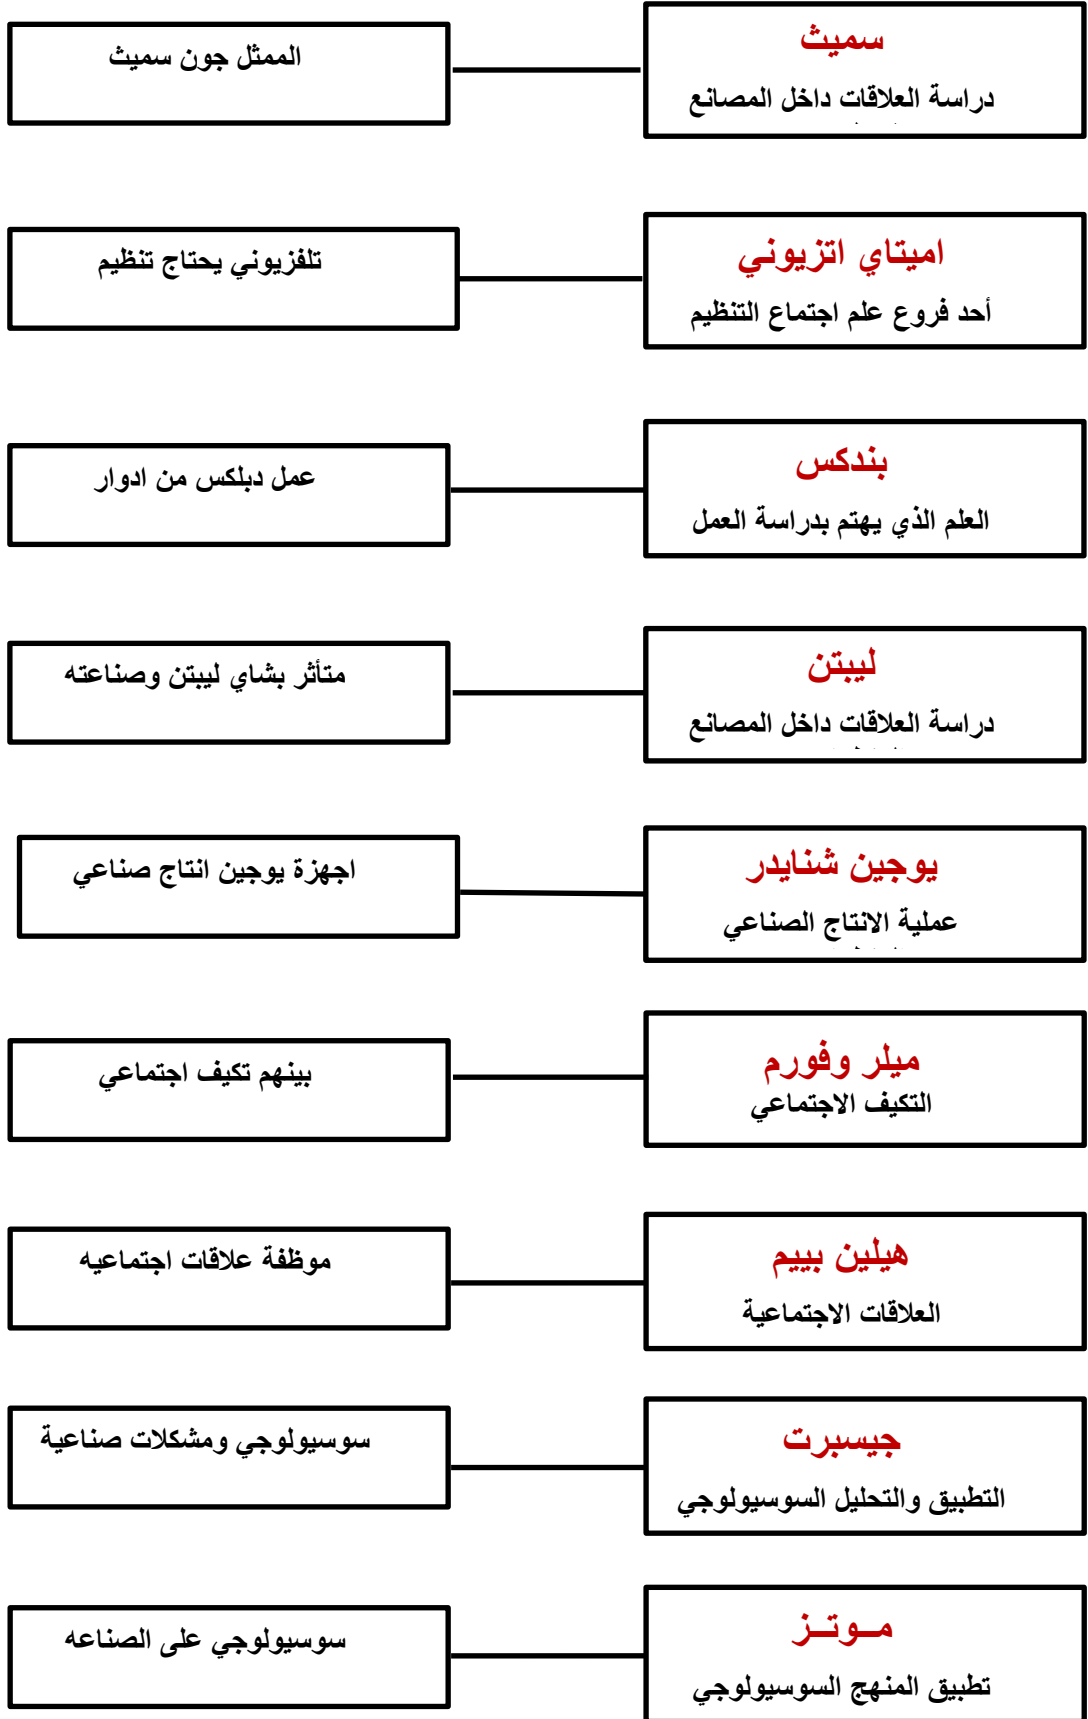 سميث
دراسة العلاقات داخل المصانع
الممثل جون سميث
اميتاي اتزيوني
أحد فروع علم اجتماع التنظيم
تلفزيوني يحتاج تنظيم
بندكس
العلم الذي يهتم بدراسة العمل
عمل دبلكس من ادوار
ليبتن
دراسة العلاقات داخل المصانع
متأثر بشاي ليبتن وصناعته
يوجين شنايدر
عملية الانتاج الصناعي
اجهزة يوجين انتاج صناعي
ميلر وفورم
التكيف الاجتماعي
بينهم تكيف اجتماعي
هيلين بييم
العلاقات الاجتماعية
موظفة علاقات اجتماعيه
جيسبرت
التطبيق والتحليل السوسيولوجي
سوسيولوجي ومشكلات صناعية
مــوتــز
تطبيق المنهج السوسيولوجي
سوسيولوجي على الصناعه